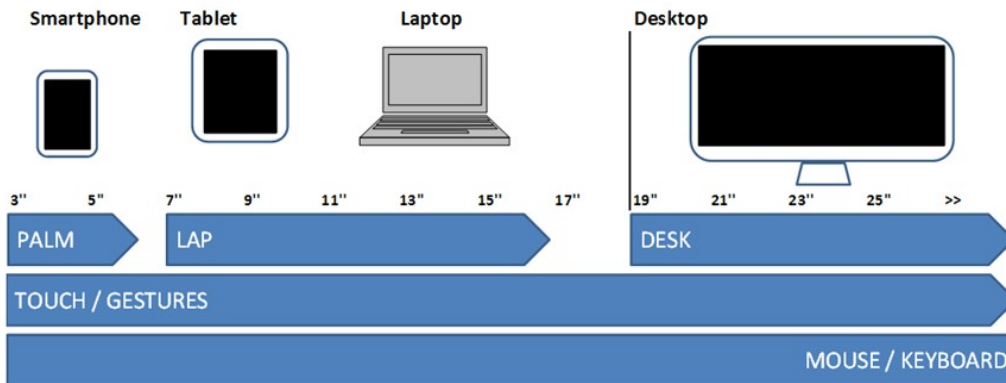 Smartphone Tablet Laptop Desktop
3'' 5'' 7'' 9'' 11'' 13'' 15'' 17'' 19'' 21'' 23'' 25'' >>
PALM LAP DESK
TOUCH / GESTURES
MOUSE / KEYBOARD